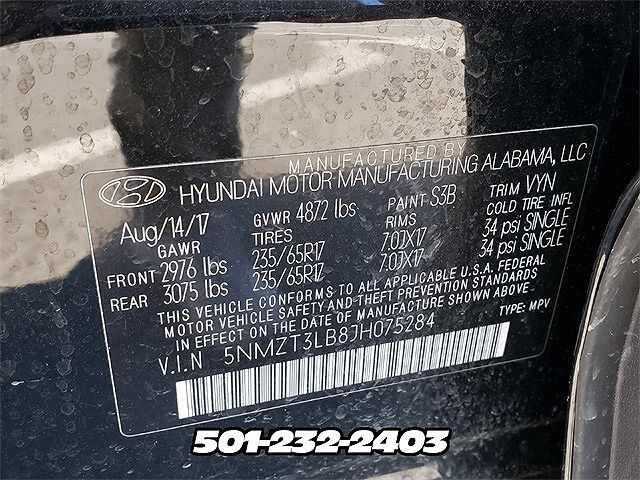 MANUFACTURED BY
HYUNDAI MOTOR MANUFACTURING ALABAMA, LLC
Aug/14/17 GVWR 4872 lbs PAINT S3B TRIM VYN
GAWR TIRES RIMS COLD TIRE INFL
FRONT 2976 lbs 235/65R17 7.0JX17 34 psi SINGLE
REAR 3075 lbs 235/65R17 7.0JX17 34 psi SINGLE
THIS VEHICLE CONFORMS TO ALL APPLICABLE U.S.A. FEDERAL
MOTOR VEHICLE SAFETY AND THEFT PREVENTION STANDARDS
IN EFFECT ON THE DATE OF MANUFACTURE SHOWN ABOVE.
V.I.N 5NMZT3LB8JH075284 TYPE: MPV
501-232-2403